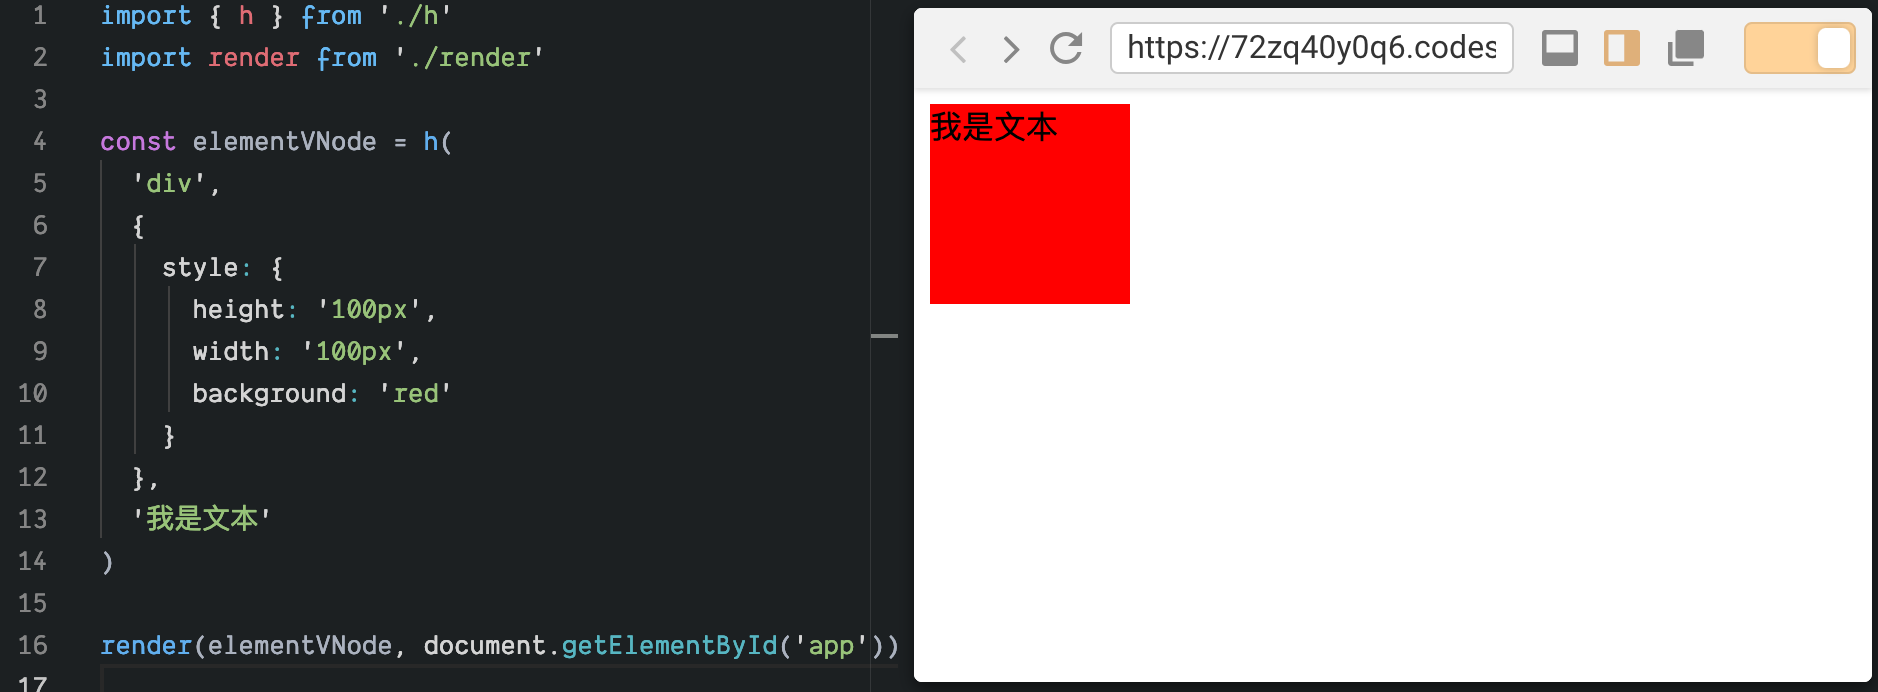 1 import { h } from './h'
2 import render from './render'
3
4 const elementVNode = h(
5 'div',
6 {
7 style: {
8 height: '100px',
9 width: '100px',
10 background: 'red'
11 }
12 },
13 '我是文本'
14 )
15
16 render(elementVNode, document.getElementById('app'))
17
https://72zq40y0q6.codes
我是文本